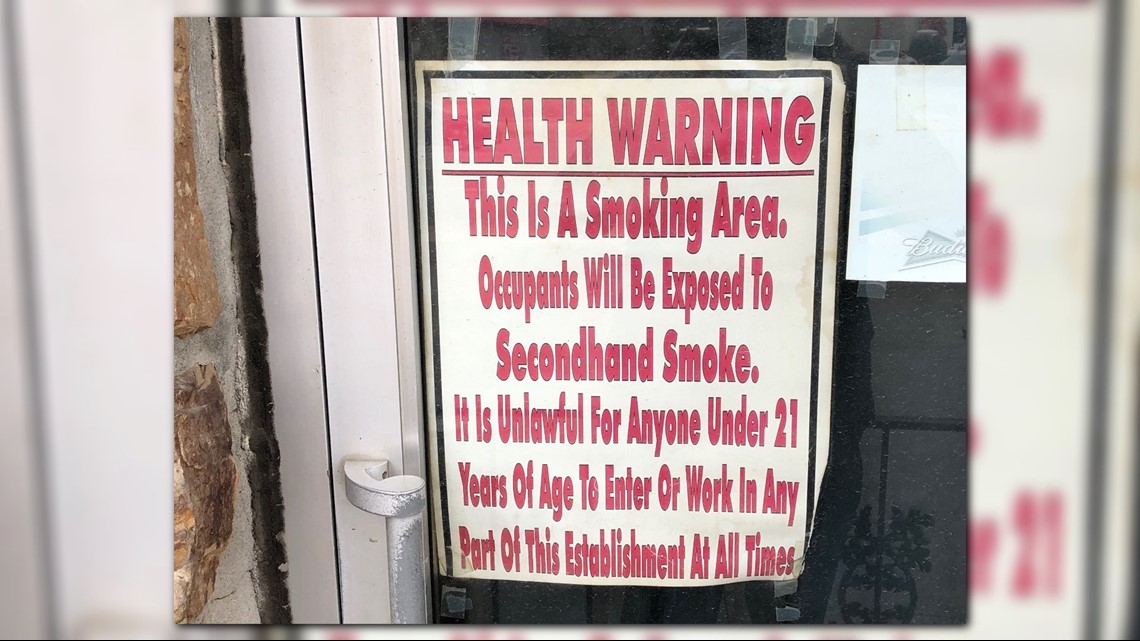 HEALTH WARNING
This Is A Smoking Area.
Occupants Will Be Exposed To
Secondhand Smoke.
It Is Unlawful For Anyone Under 21
Years Of Age To Enter Or Work In Any
Part Of This Establishment At All Times